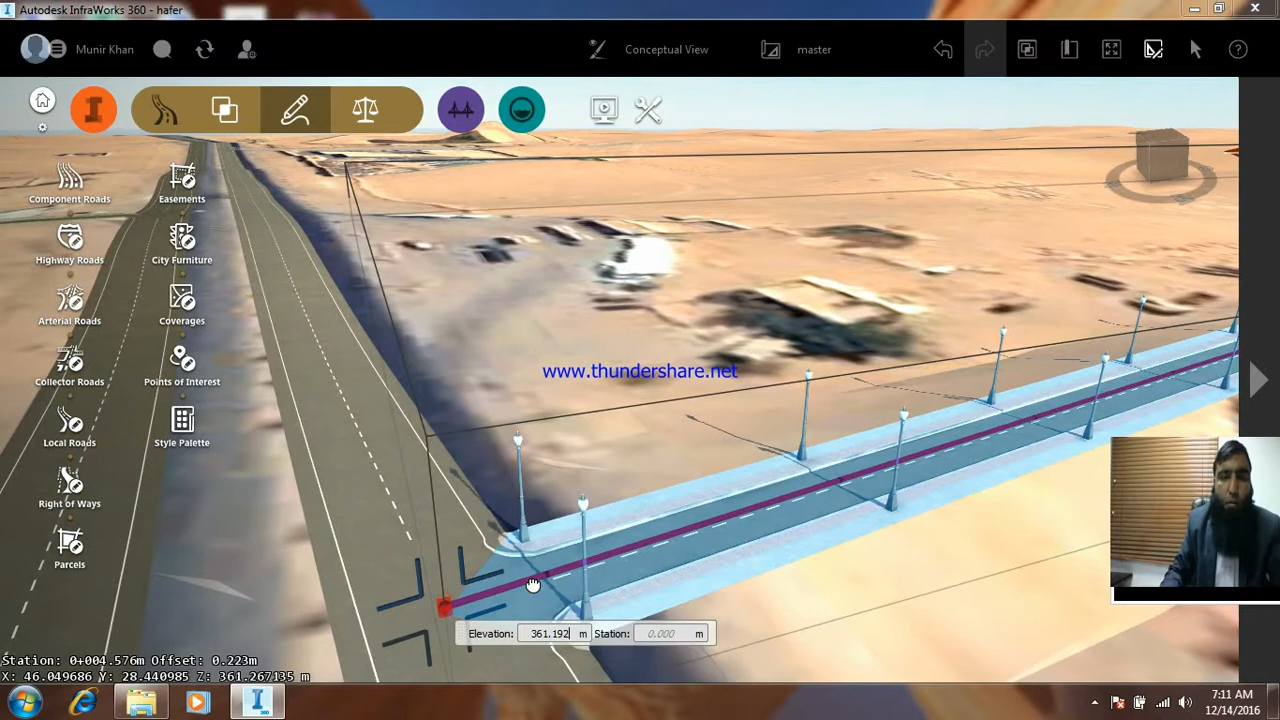 Autodesk InfraWorks 360 - hafer
Munir Khan
Conceptual View
master
Component Roads
Easements
Highway Roads
City Furniture
Arterial Roads
Coverages
Collector Roads
Points of Interest
Local Roads
Style Palette
Right of Ways
Parcels
www.thundershare.net
Elevation: 361.192 m Station: 0.000 m
Station: 0+004.576m Offset: 0.223m
X: 46.049686 Y: 28.440985 Z: 361.267135 m
360
7:11 AM
12/14/2016